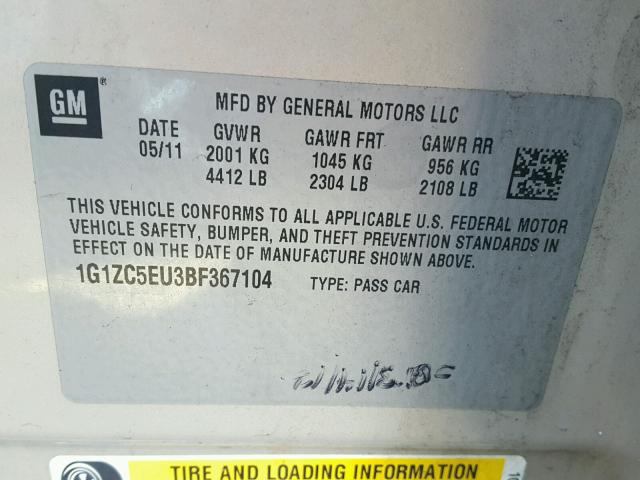 GM ® MFD BY GENERAL MOTORS LLC
DATE GVWR GAWR FRT GAWR RR
05/11 2001 KG 1045 KG 956 KG
4412 LB 2304 LB 2108 LB
THIS VEHICLE CONFORMS TO ALL APPLICABLE U.S. FEDERAL MOTOR
VEHICLE SAFETY, BUMPER, AND THEFT PREVENTION STANDARDS IN
EFFECT ON THE DATE OF MANUFACTURE SHOWN ABOVE.
1G1ZC5EU3BF367104 TYPE: PASS CAR
TIRE AND LOADING INFORMATION